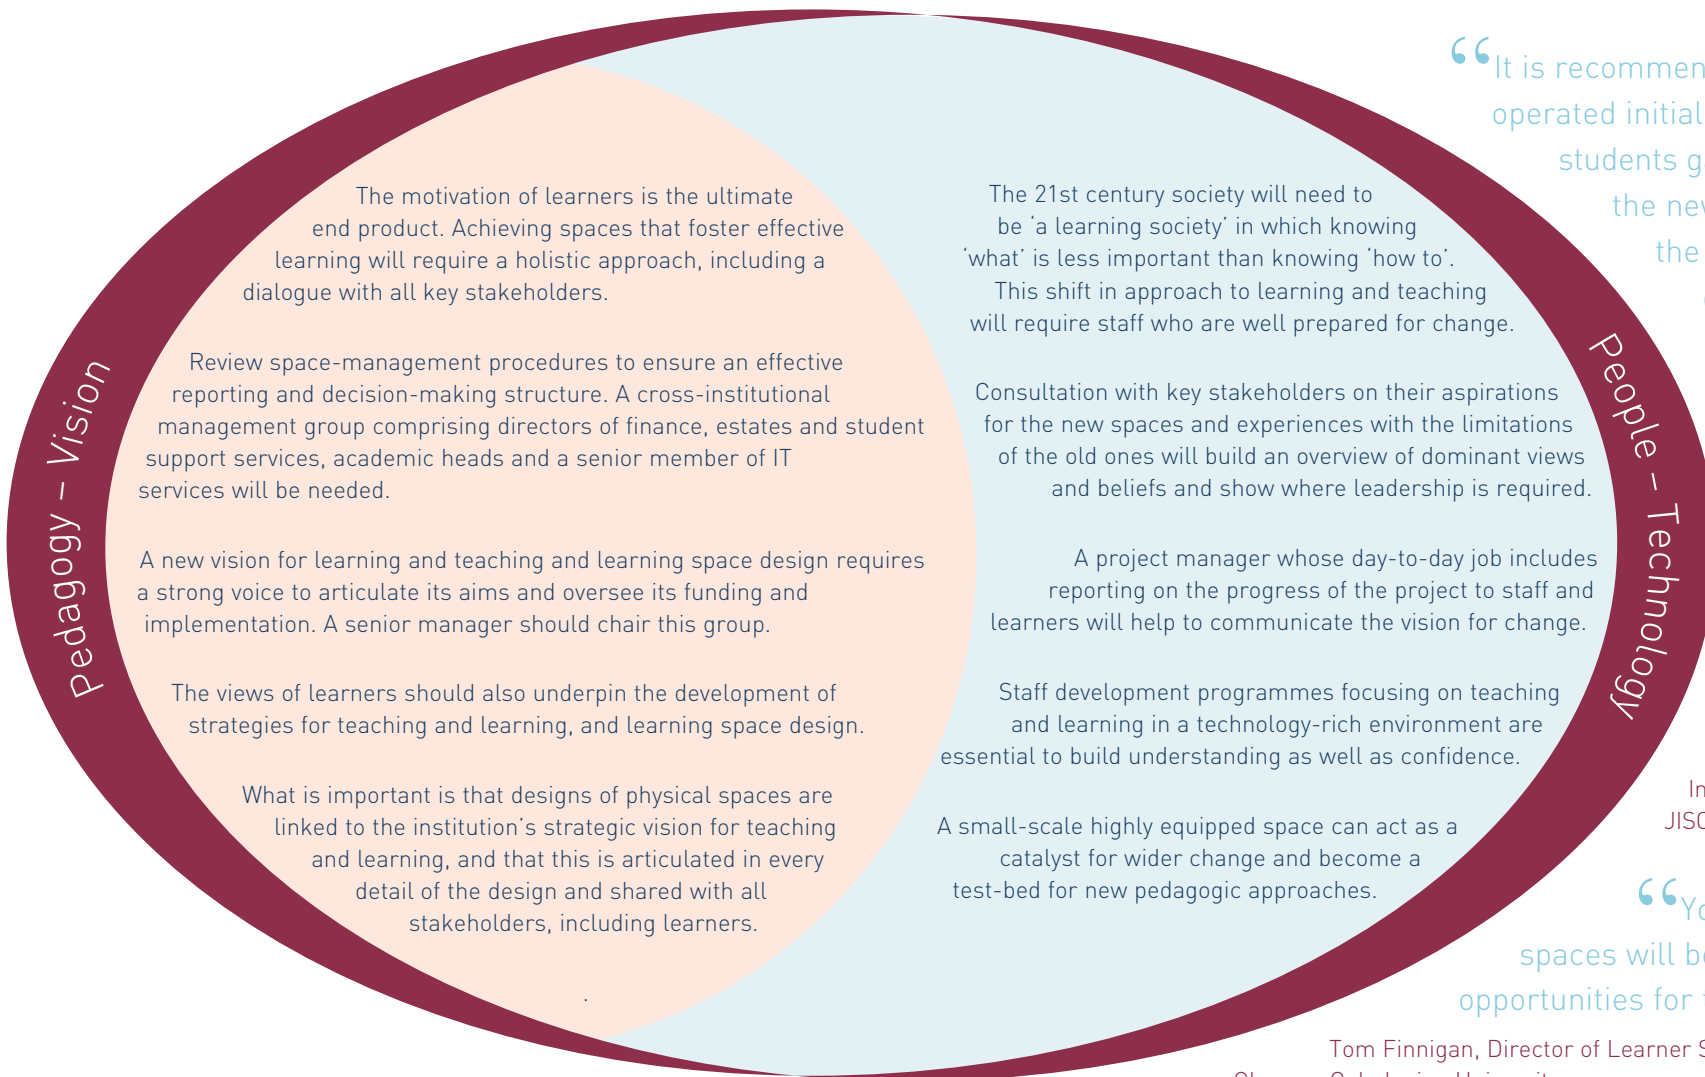 Pedagogy – Vision
The motivation of learners is the ultimate
end product. Achieving spaces that foster effective
learning will require a holistic approach, including a
dialogue with all key stakeholders.
Review space-management procedures to ensure an effective
reporting and decision-making structure. A cross-institutional
management group comprising directors of finance, estates and student
support services, academic heads and a senior member of IT
services will be needed.
A new vision for learning and teaching and learning space design requires
a strong voice to articulate its aims and oversee its funding and
implementation. A senior manager should chair this group.
The views of learners should also underpin the development of
strategies for teaching and learning, and learning space design.
What is important is that designs of physical spaces are
linked to the institution’s strategic vision for teaching
and learning, and that this is articulated in every
detail of the design and shared with all
stakeholders, including learners.
.
The 21st century society will need to
be ‘a learning society’ in which knowing
‘what’ is less important than knowing ‘how to’.
This shift in approach to learning and teaching
will require staff who are well prepared for change.
Consultation with key stakeholders on their aspirations
for the new spaces and experiences with the limitations
of the old ones will build an overview of dominant views
and beliefs and show where leadership is required.
A project manager whose day-to-day job includes
reporting on the progress of the project to staff and
learners will help to communicate the vision for change.
Staff development programmes focusing on teaching
and learning in a technology-rich environment are
essential to build understanding as well as confidence.
A small-scale highly equipped space can act as a
catalyst for wider change and become a
test-bed for new pedagogic approaches.
People – Technology
“It is recommen
operated initial
students g
the ne
the
In
JISC
“Yo
spaces will b
opportunities for
Tom Finnigan, Director of Learner S